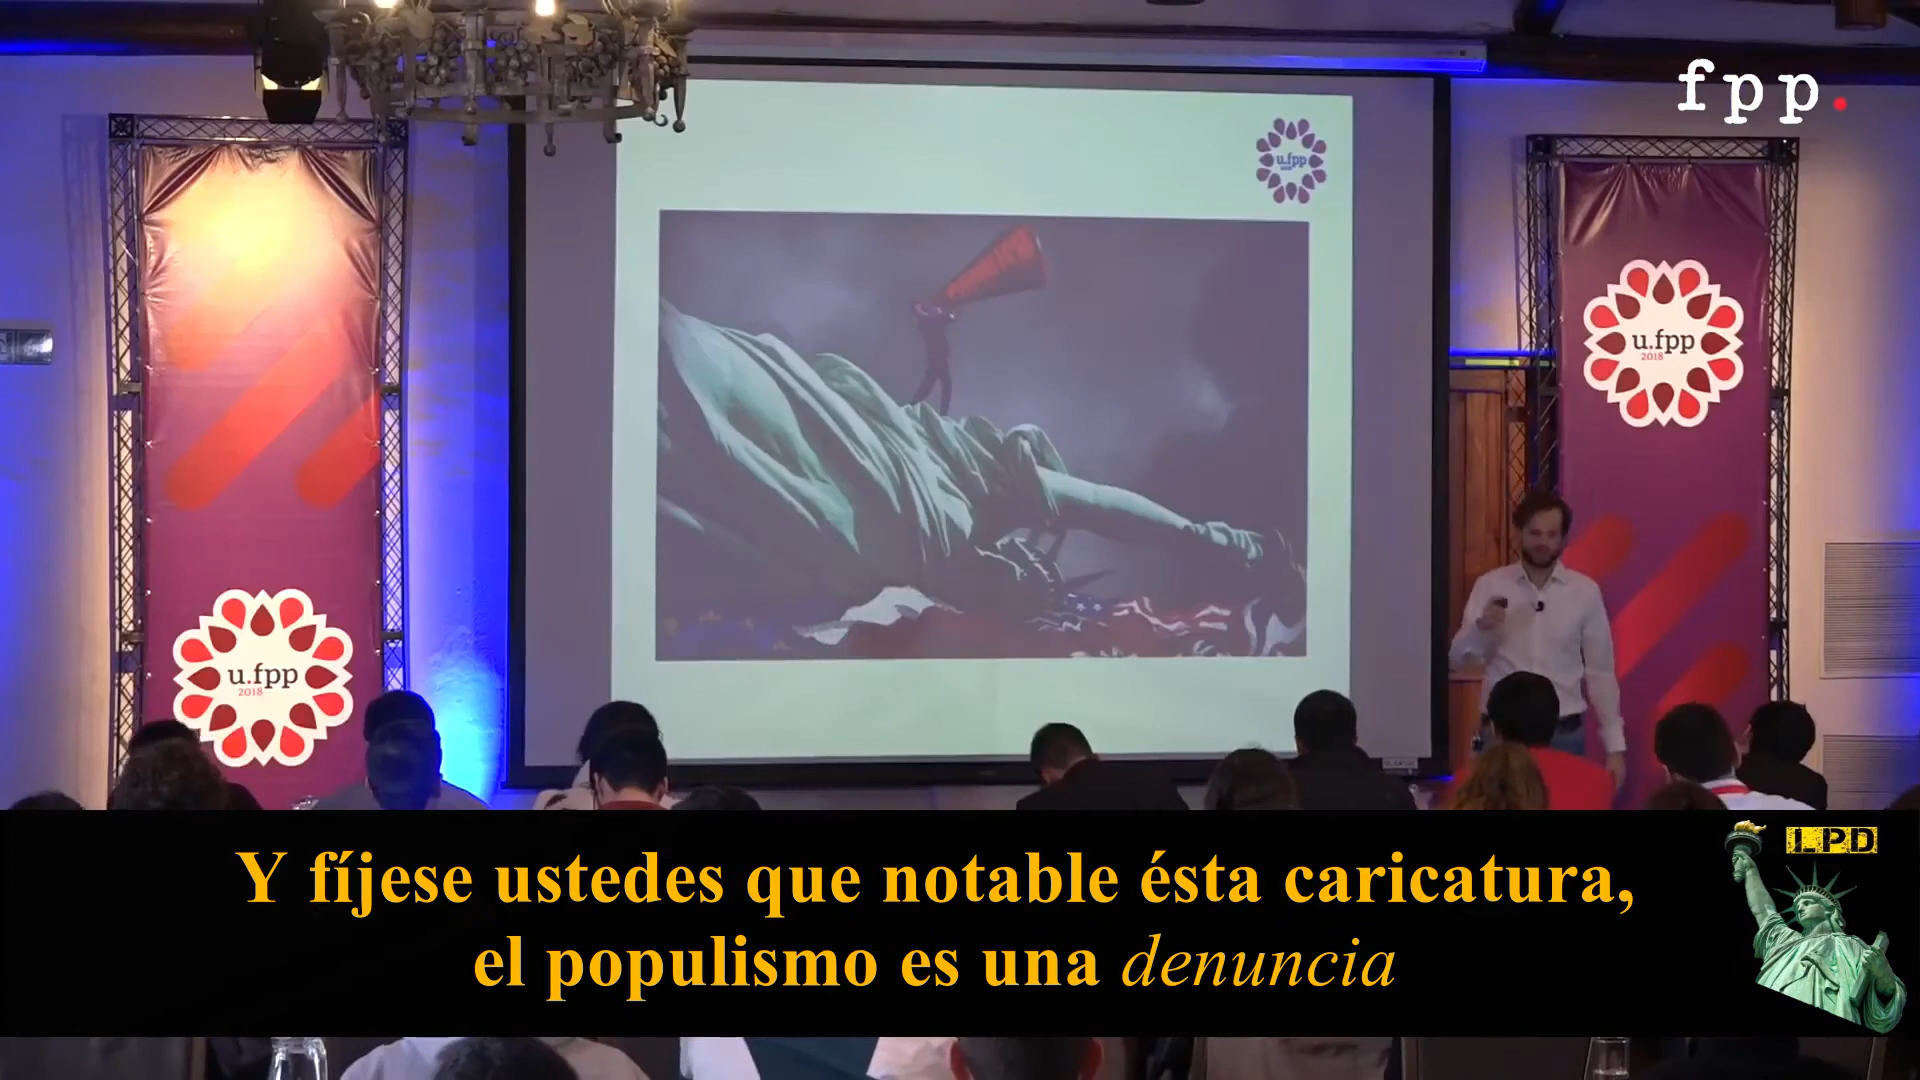 fpp.
u.fpp
u.fpp
2018
u.fpp
2018
Y fíjese ustedes que notable ésta caricatura,
el populismo es una denuncia
LPD